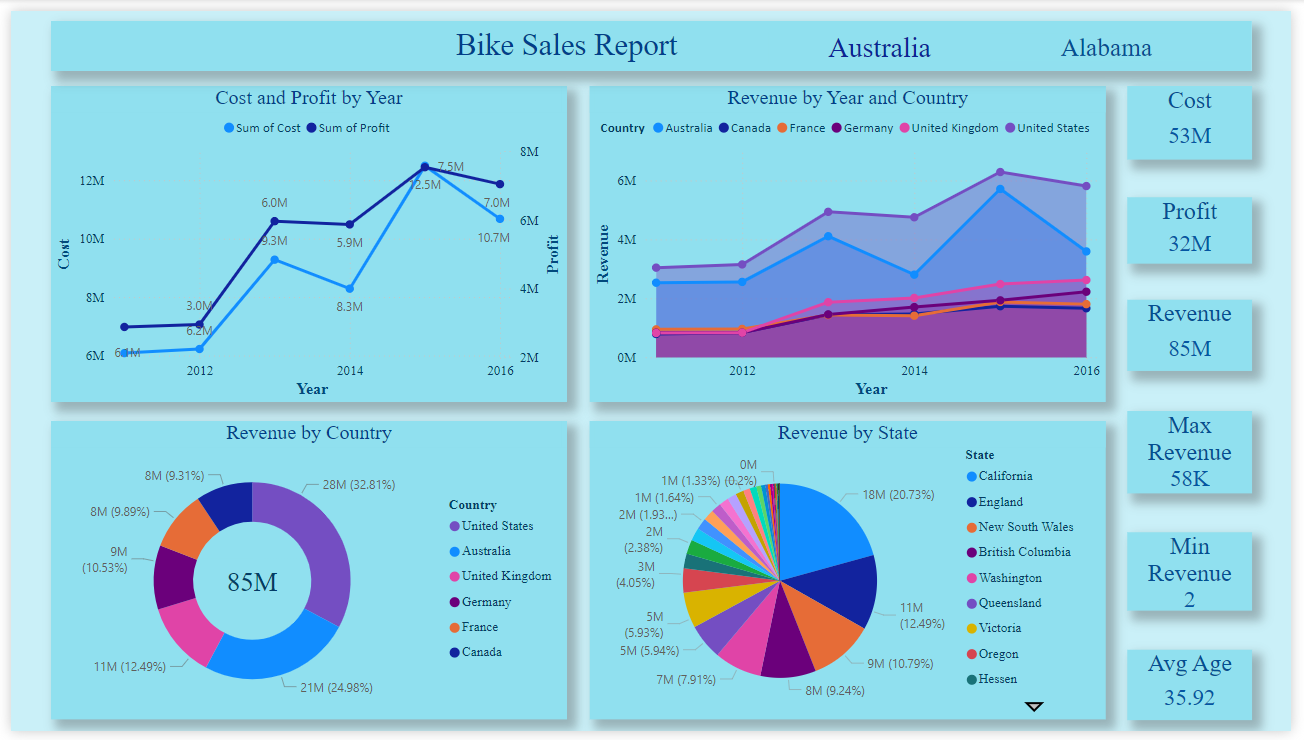 Bike Sales Report
Australia
Alabama
Cost and Profit by Year
Sum of Cost Sum of Profit
12M
10M
8M
6M
Cost
8M
6M
4M
2M
Profit
7.5M
12.5M
6.0M
7.0M
9.3M
5.9M
10.7M
3.0M
8.3M
6.2M
2012 2014 2016
Year
Revenue by Year and Country
Country Australia Canada France Germany United Kingdom United States
6M
4M
2M
0M
Revenue
2012 2014 2016
Year
Cost
53M
Profit
32M
Revenue
85M
Revenue by Country
8M (9.31%)
28M (32.81%)
8M (9.89%)
9M
(10.53%)
85M
11M (12.49%)
21M (24.98%)
Country
United States
Australia
United Kingdom
Germany
France
Canada
Revenue by State
0M
(0.2%)
1M (1.33%)
1M (1.64%)
2M (1.93...)
2M
(2.38%)
3M
(4.05%)
5M
(5.93%)
5M (5.94%)
7M (7.91%)
8M (9.24%)
9M (10.79%)
11M
(12.49%)
18M (20.73%)
State
California
England
New South Wales
British Columbia
Washington
Queensland
Victoria
Oregon
Hessen
Max
Revenue
58K
Min
Revenue
2
Avg Age
35.92